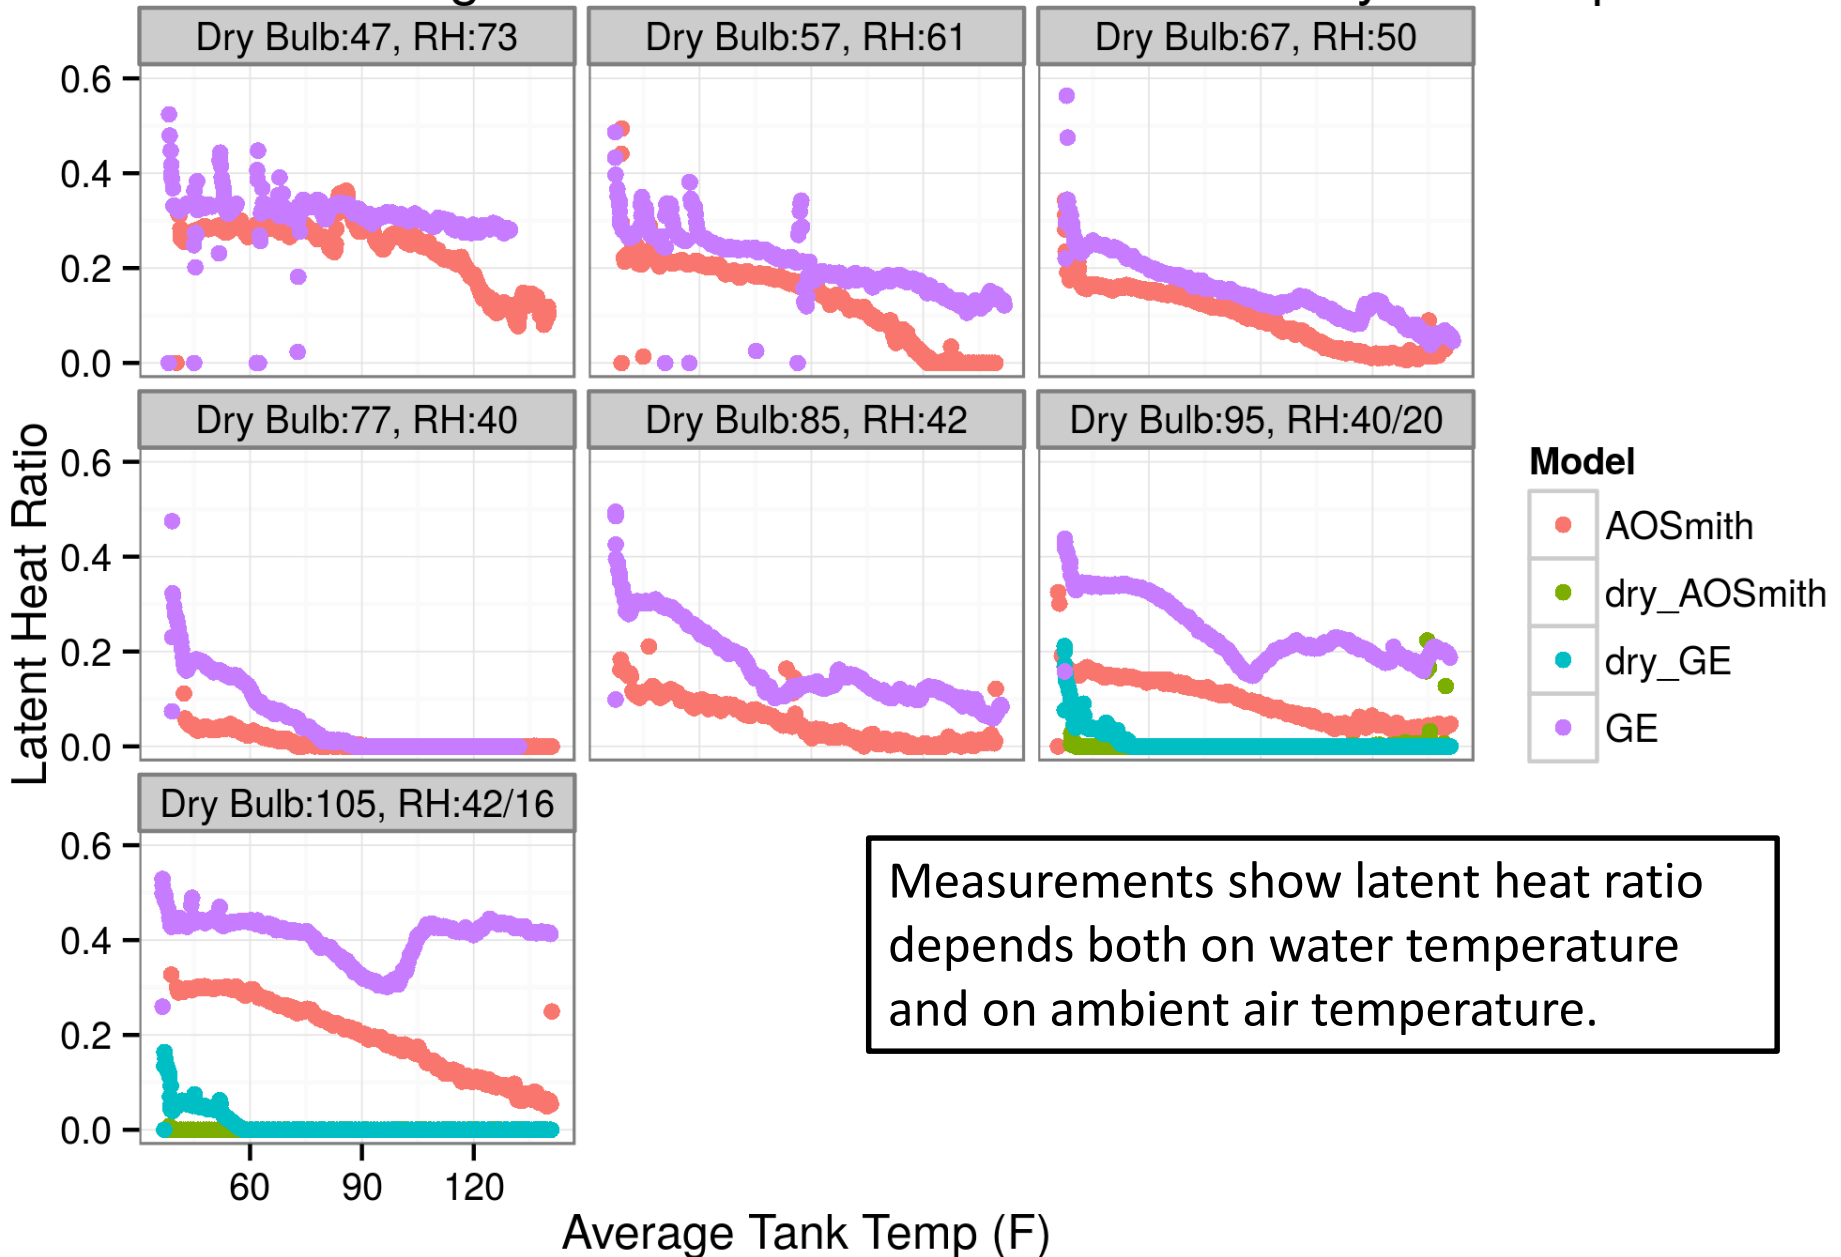 Dry Bulb:47, RH:73
Dry Bulb:57, RH:61
Dry Bulb:67, RH:50
0.6
0.4
0.2
0.0
Dry Bulb:77, RH:40
Dry Bulb:85, RH:42
Dry Bulb:95, RH:40/20
0.6
0.4
0.2
0.0
Latent Heat Ratio
Model
AOSmith
dry_AOSmith
dry_GE
GE
Dry Bulb:105, RH:42/16
0.6
0.4
0.2
0.0
60 90 120
Average Tank Temp (F)
Measurements show latent heat ratio
depends both on water temperature
and on ambient air temperature.